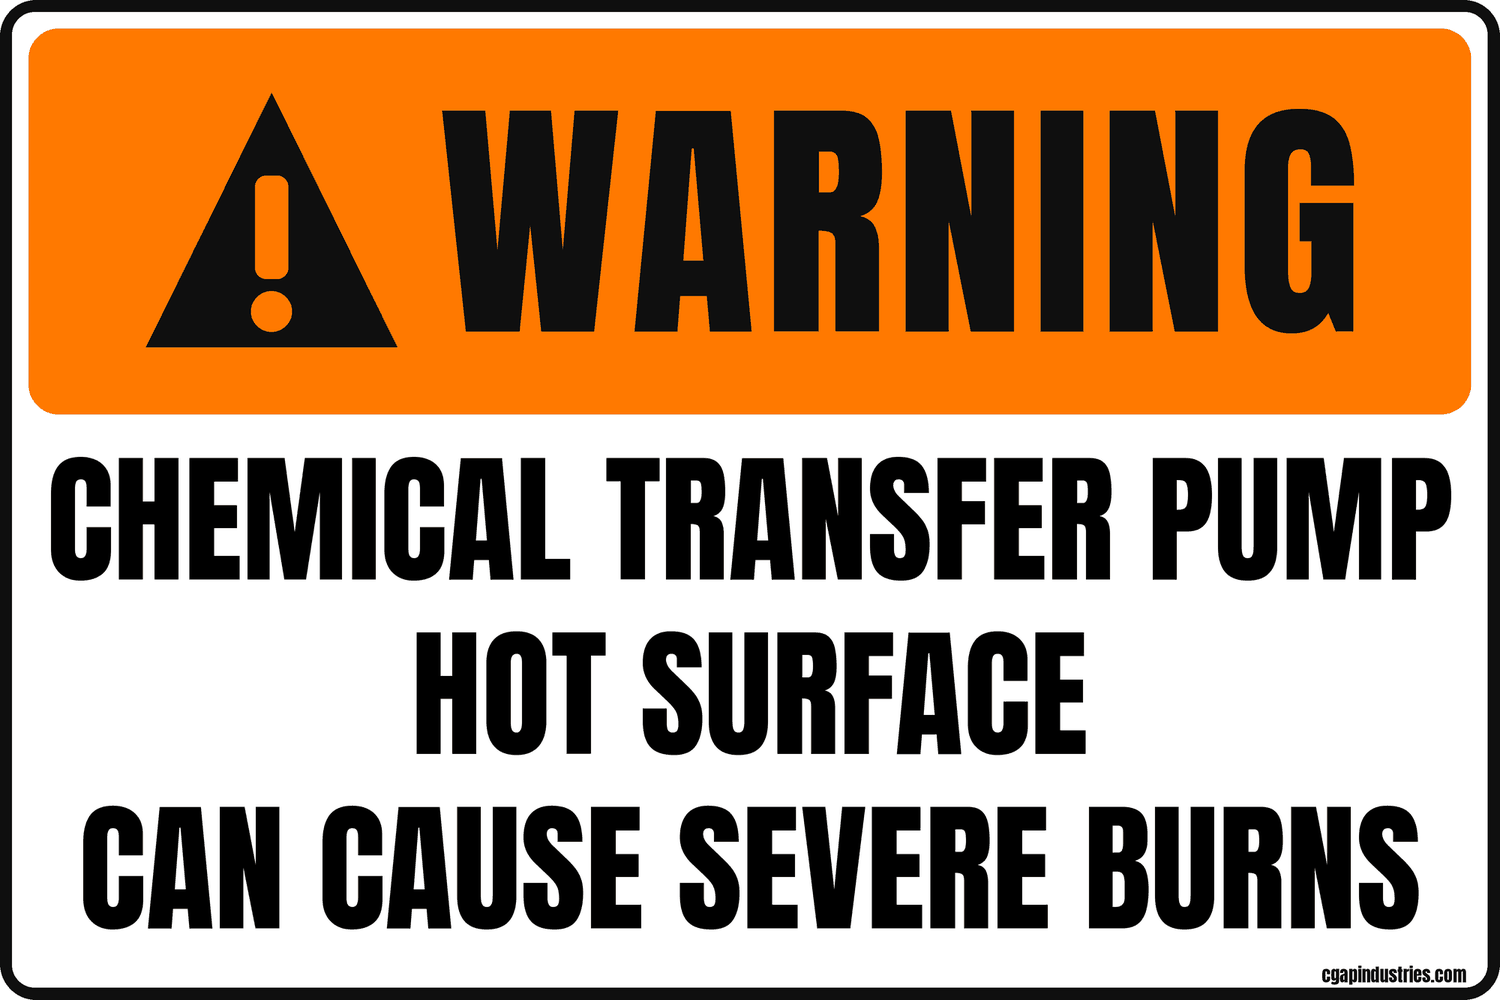 WARNING
CHEMICAL TRANSFER PUMP
HOT SURFACE
CAN CAUSE SEVERE BURNS
cgapindustries.com